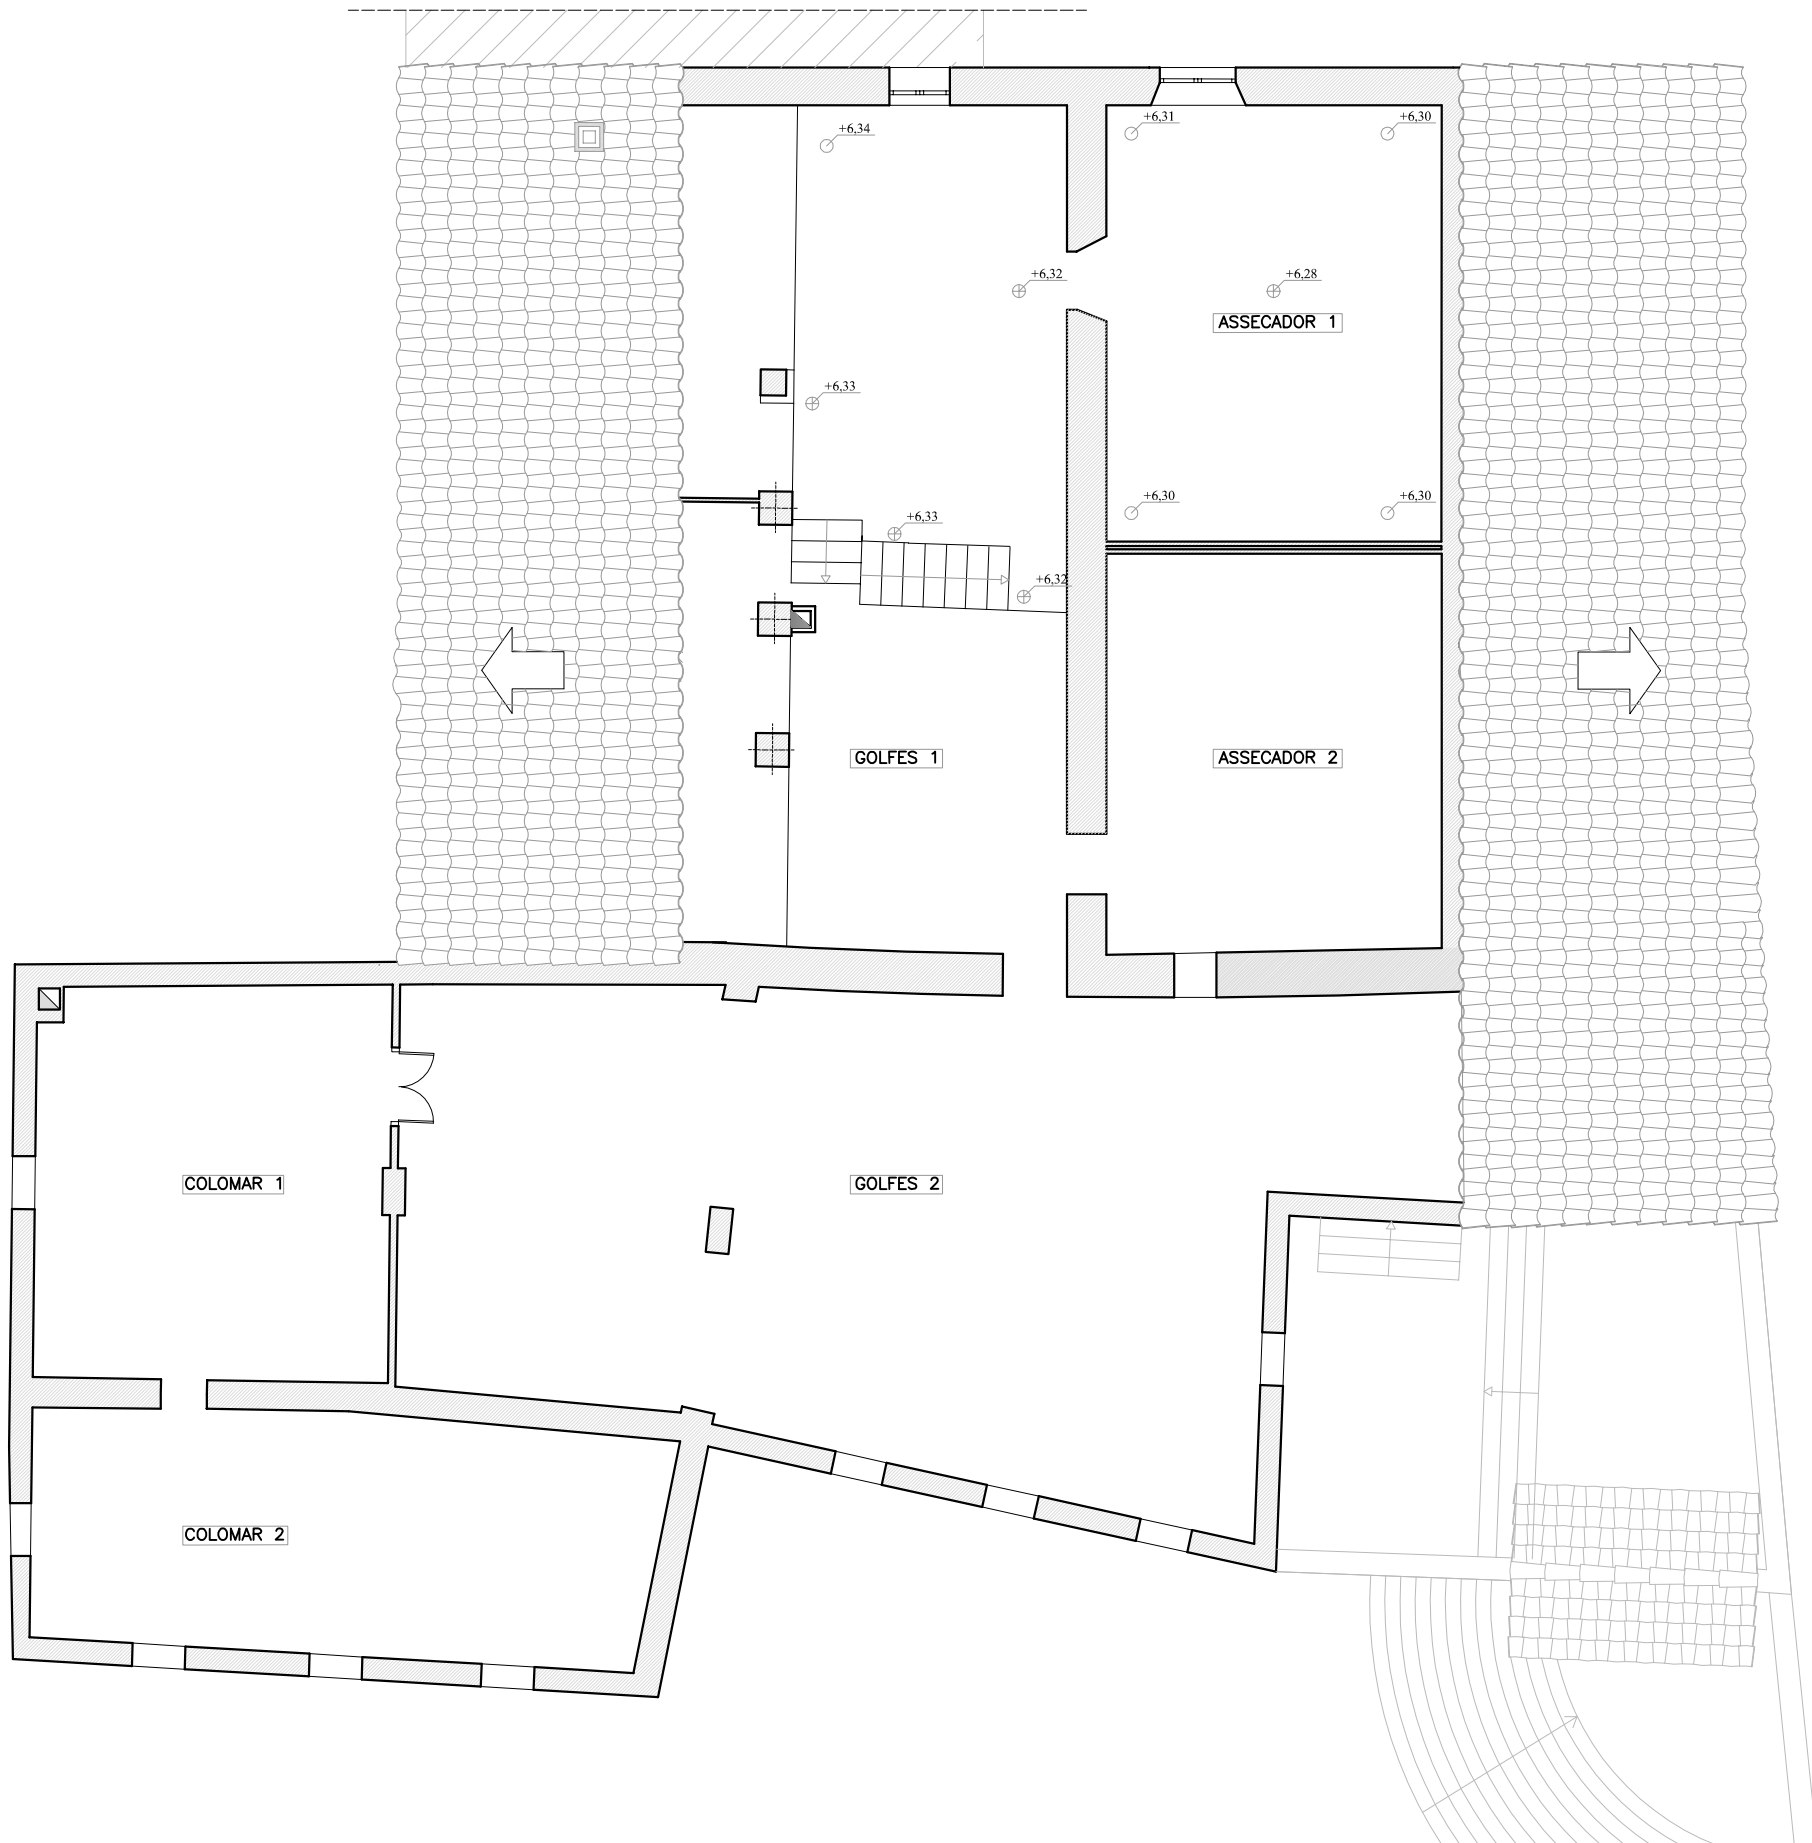 +6,34
+6,31
+6,30
+6,32
+6,28
ASSECADOR 1
+6,33
+6,30
+6,30
+6,33
+6,32
GOLFES 1
ASSECADOR 2
COLOMAR 1
GOLFES 2
COLOMAR 2